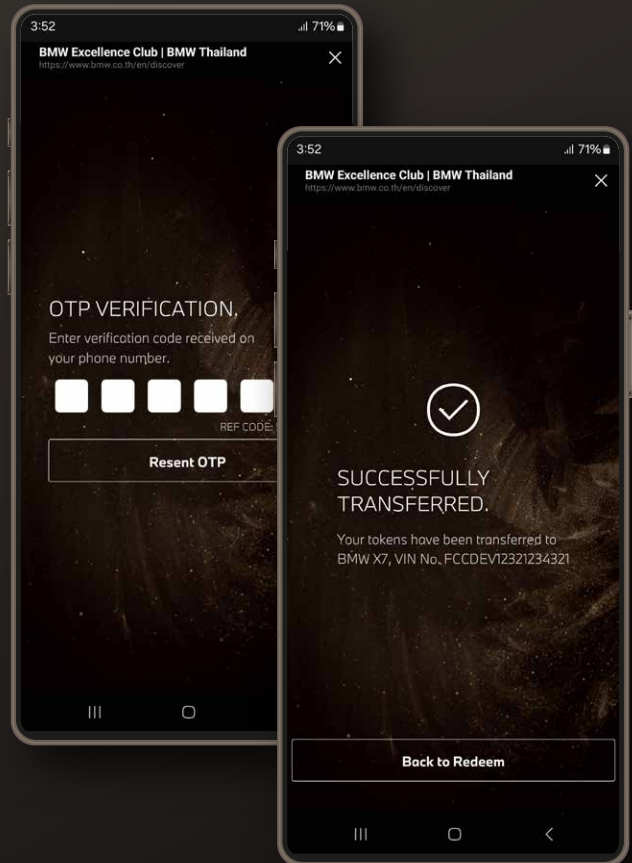 3:52
71%
BMW Excellence Club | BMW Thailand
https://www.bmw.co.th/en/discover
OTP VERIFICATION.
Enter verification code received on
your phone number.
REF CODE:
Resent OTP
3:52
71%
BMW Excellence Club | BMW Thailand
https://www.bmw.co.th/en/discover
SUCCESSFULLY
TRANSFERRED.
Your tokens have been transferred to
BMW X7, VIN No. FCCDEV12321234321
Back to Redeem